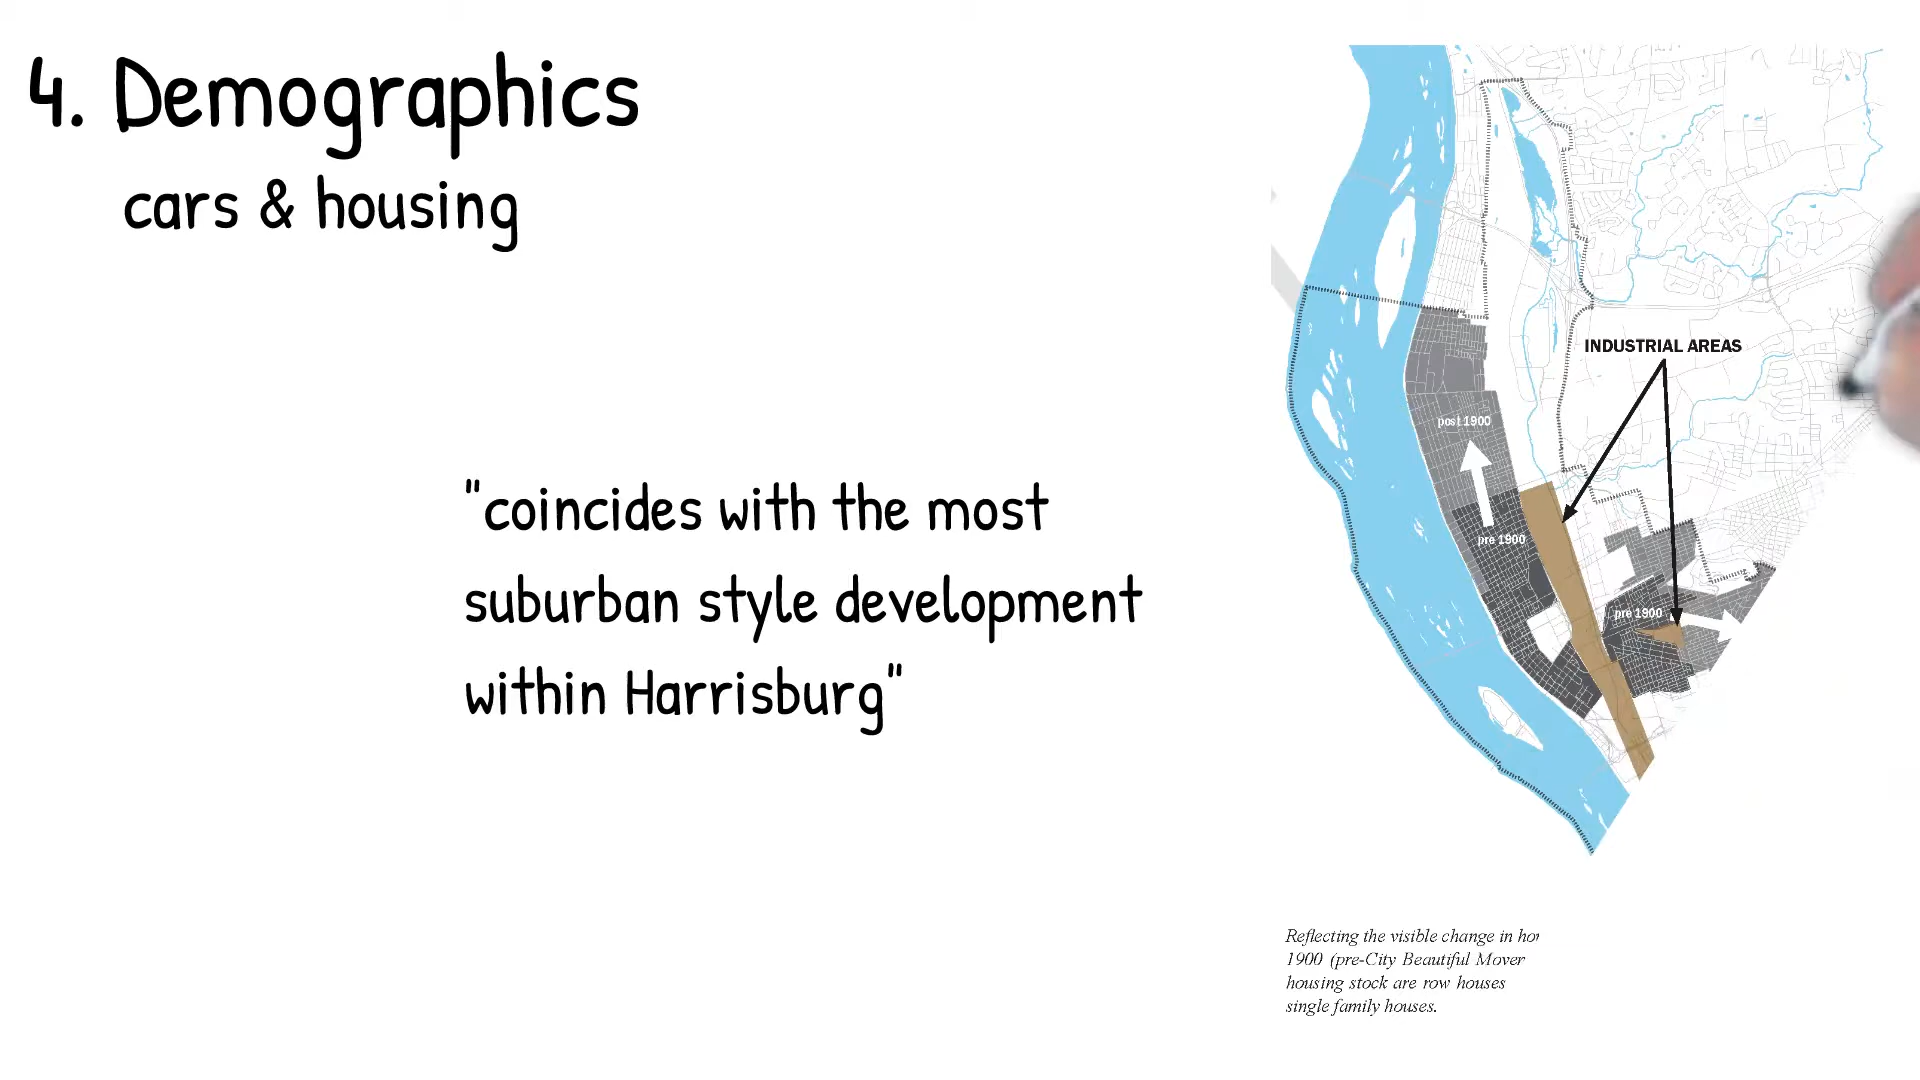 4. Demographics
cars & housing
"coincides with the most
suburban style development
within Harrisburg"
INDUSTRIAL AREAS
post 1900
pre 1900
pre 1900
Reflecting the visible change in
1900 (pre-City Beautiful
housing stock are row houses
single family houses.